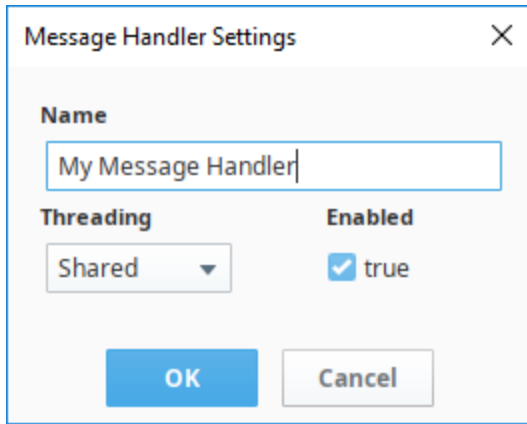 Message Handler Settings
Name
My Message Handler
Threading Enabled
Shared true
OK Cancel